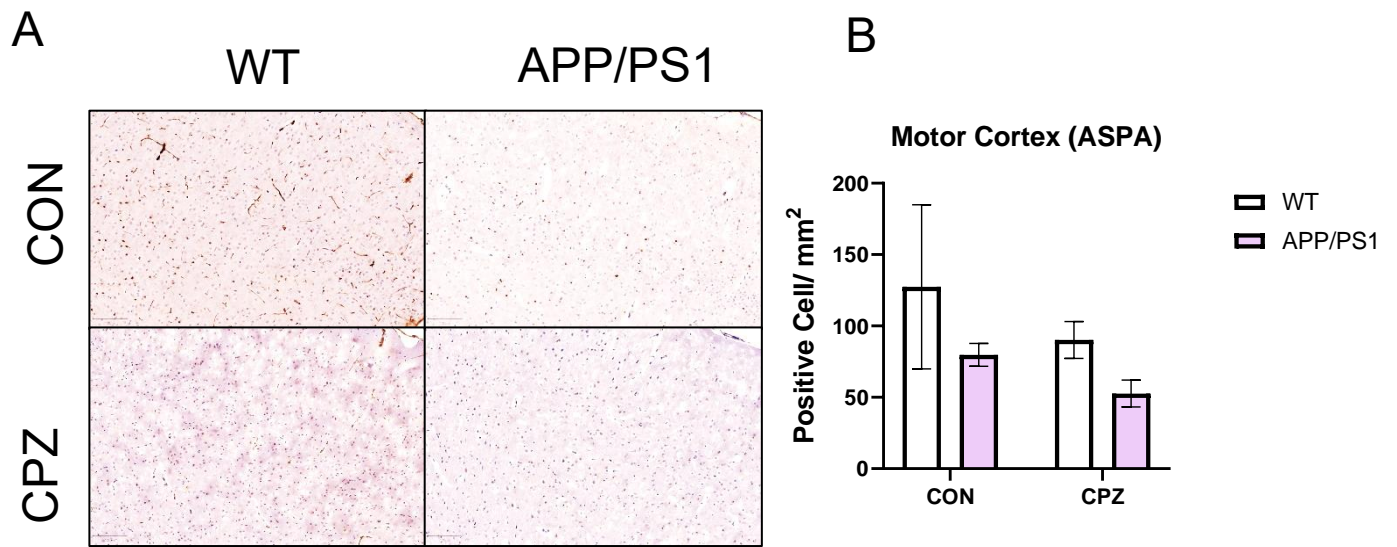 A
WT
APP/PS1
CON
CPZ
B
Motor Cortex (ASPA)
Positive Cell/ mm²
200
150
100
50
0
CON
CPZ
WT
APP/PS1